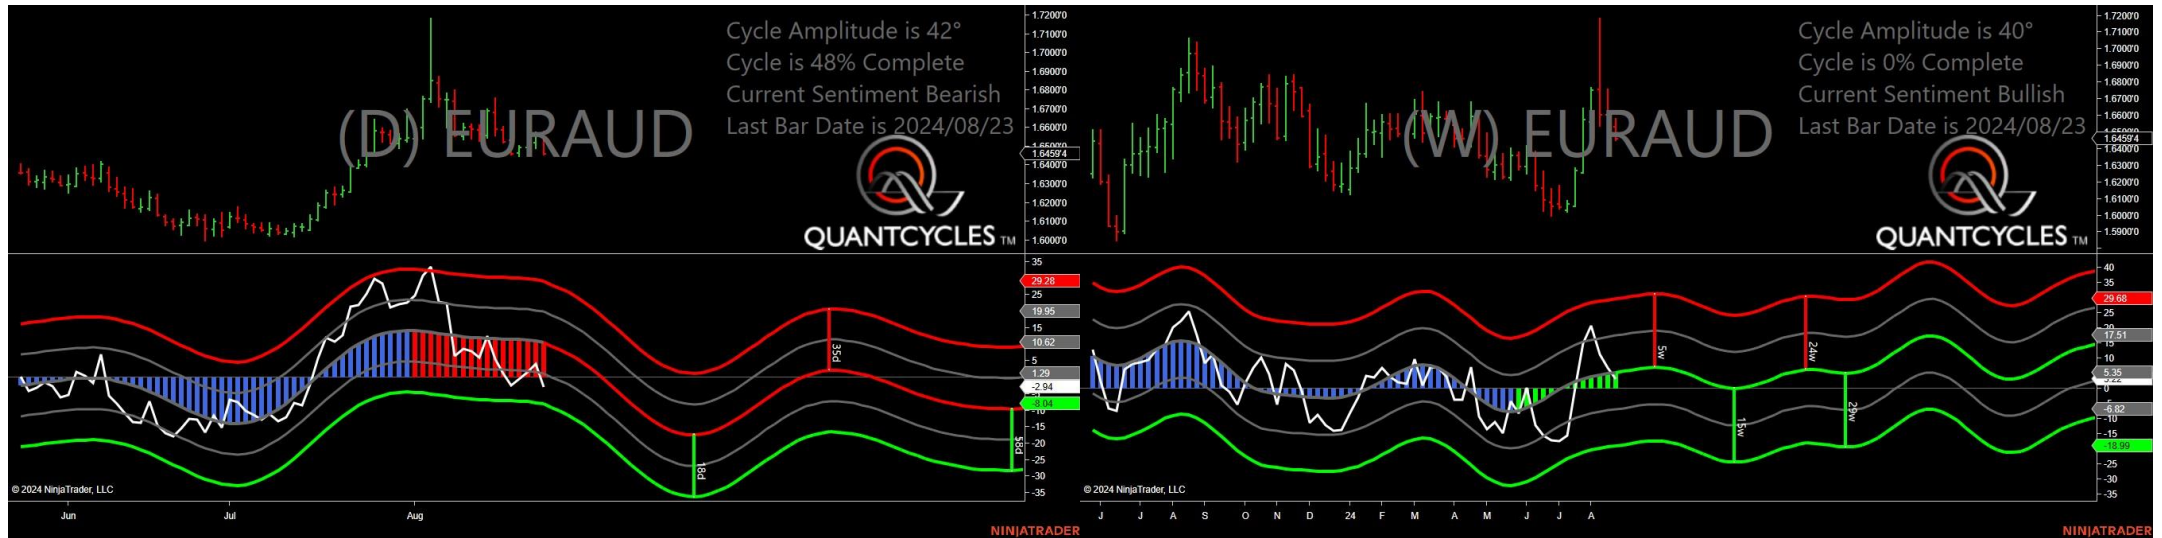 Cycle Amplitude is 42°
Cycle is 48% Complete
Current Sentiment Bearish
Last Bar Date is 2024/08/23
(D) EURAUD
QUANTCYCLES TM
1.7200'0
1.7100'0
1.7000'0
1.6900'0
1.6800'0
1.6700'0
1.6600'0
1.6459'4
1.6400'0
1.6300'0
1.6200'0
1.6100'0
1.6000'0
35
29.28
25
19.95
15
10.62
5
1.29
-2.94
-8.04
-10
-15
-20
-25
-30
-35
18d
35d
58d
© 2024 NinjaTrader, LLC
Jun
Jul
Aug
NINJATRADER
Cycle Amplitude is 40°
Cycle is 0% Complete
Current Sentiment Bullish
Last Bar Date is 2024/08/23
(W) EURAUD
QUANTCYCLES TM
1.7200'0
1.7100'0
1.7000'0
1.6900'0
1.6800'0
1.6700'0
1.6600'0
1.6459'4
1.6400'0
1.6300'0
1.6200'0
1.6100'0
1.6000'0
1.5900'0
40
35
29.68
25
20
17.51
15
10
5.35
0
-6.82
-10
-15
-18.99
-25
-30
-35
5w
15w
24w
29w
© 2024 NinjaTrader, LLC
J
J
A
S
O
N
D
24
F
M
A
M
J
J
A
NINJATRADER